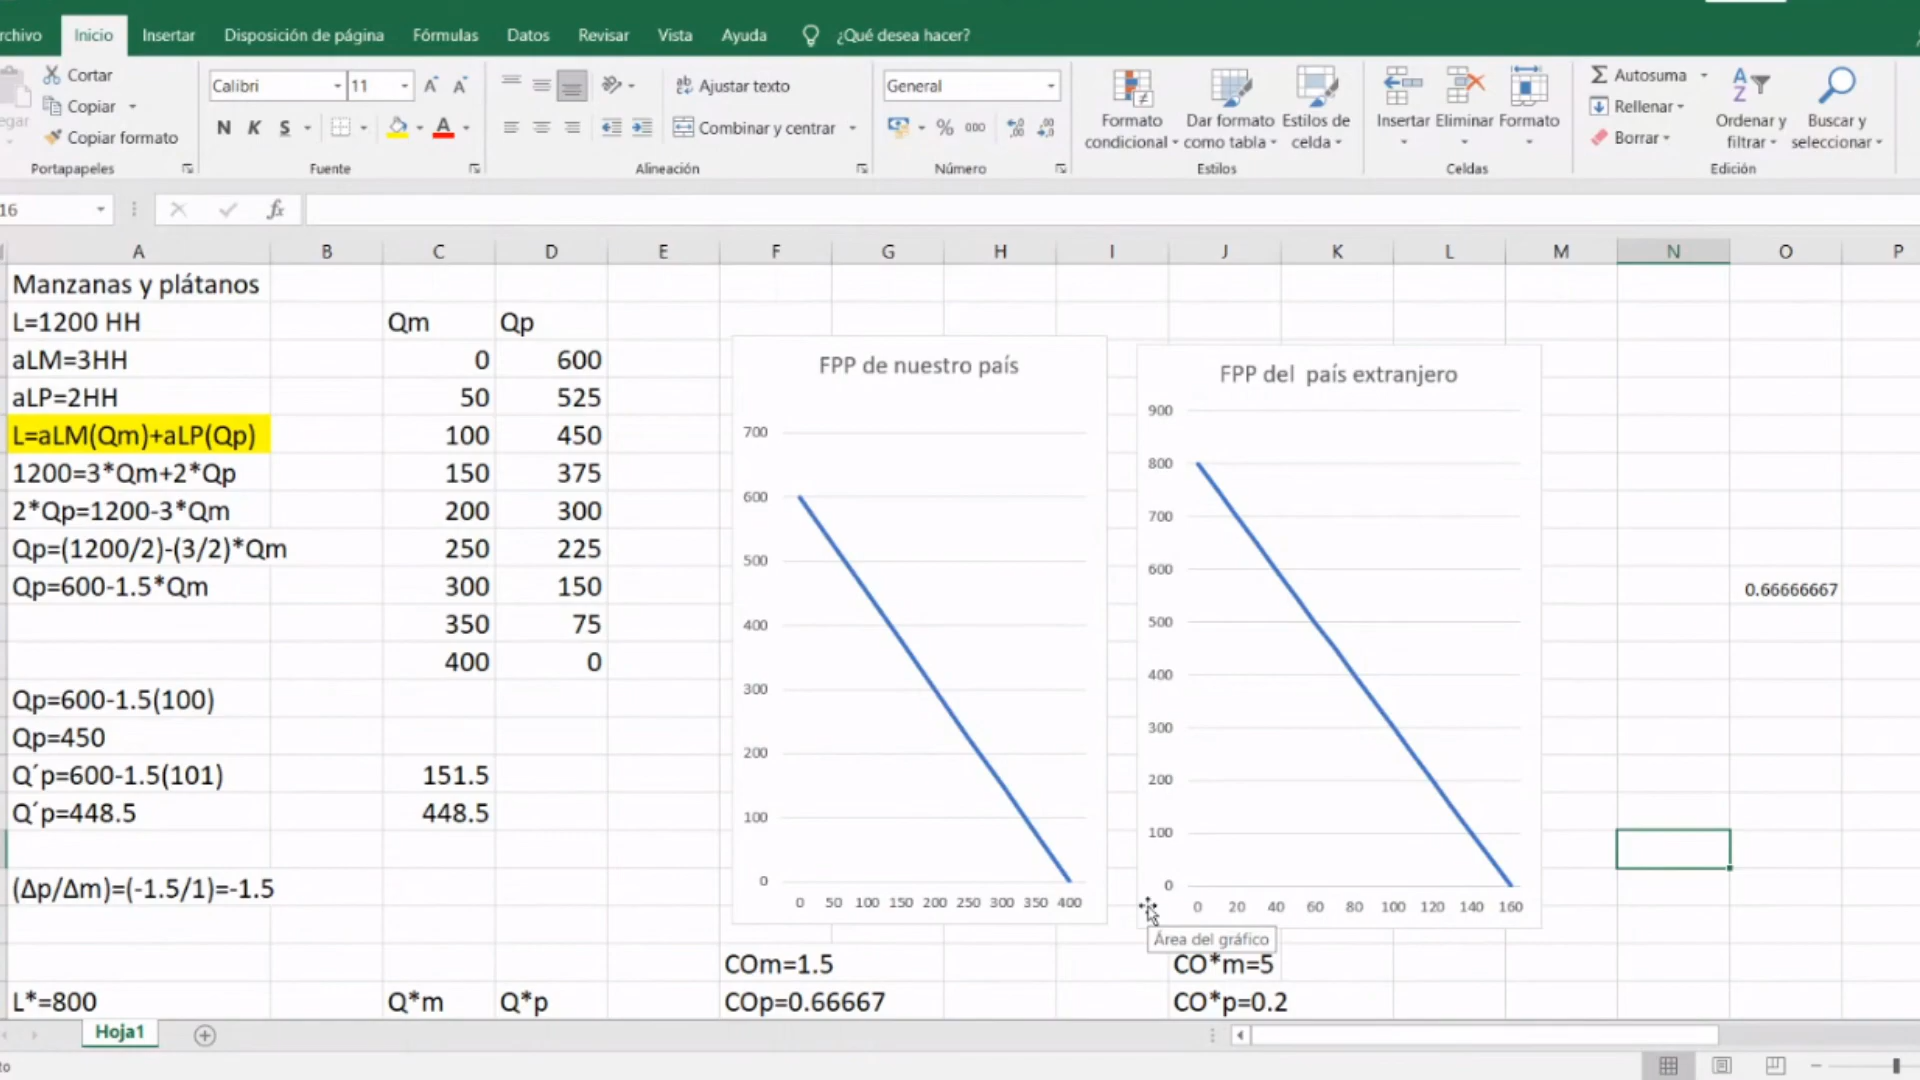 rchivo Inicio Insertar Disposición de página Fórmulas Datos Revisar Vista Ayuda ¿Qué desea hacer?
Cortar
Copiar
Copiar formato
Portapapeles
Calibri 11
N K S
Fuente
Ajustar texto
Combinar y centrar
Alineación
General
% 000
Número
Formato condicional
Dar formato como tabla
Estilos de celda
Estilos
Insertar Eliminar Formato
Celdas
Autosuma
Rellenar
Borrar
Ordenar y filtrar
Buscar y seleccionar
Edición
16 fx
A B C D E F G H I J K L M N O P
Manzanas y plátanos
L=1200 HH Qm Qp
aLM=3HH 0 600
aLP=2HH 50 525
L=aLM(Qm)+aLP(Qp) 100 450
1200=3*Qm+2*Qp 150 375
2*Qp=1200-3*Qm 200 300
Qp=(1200/2)-(3/2)*Qm 250 225
Qp=600-1.5*Qm 300 150
350 75
400 0
Qp=600-1.5(100)
Qp=450
Q´p=600-1.5(101) 151.5
Q´p=448.5 448.5
(Δp/Δm)=(-1.5/1)=-1.5
FPP de nuestro país
700
600
500
400
300
200
100
0
0 50 100 150 200 250 300 350 400
FPP del país extranjero
900
800
700
600
500
400
300
200
100
0
0 20 40 60 80 100 120 140 160
Área del gráfico
0.66666667
COm=1.5 CO*m=5
L*=800 Q*m Q*p COp=0.66667 CO*p=0.2
Hoja1